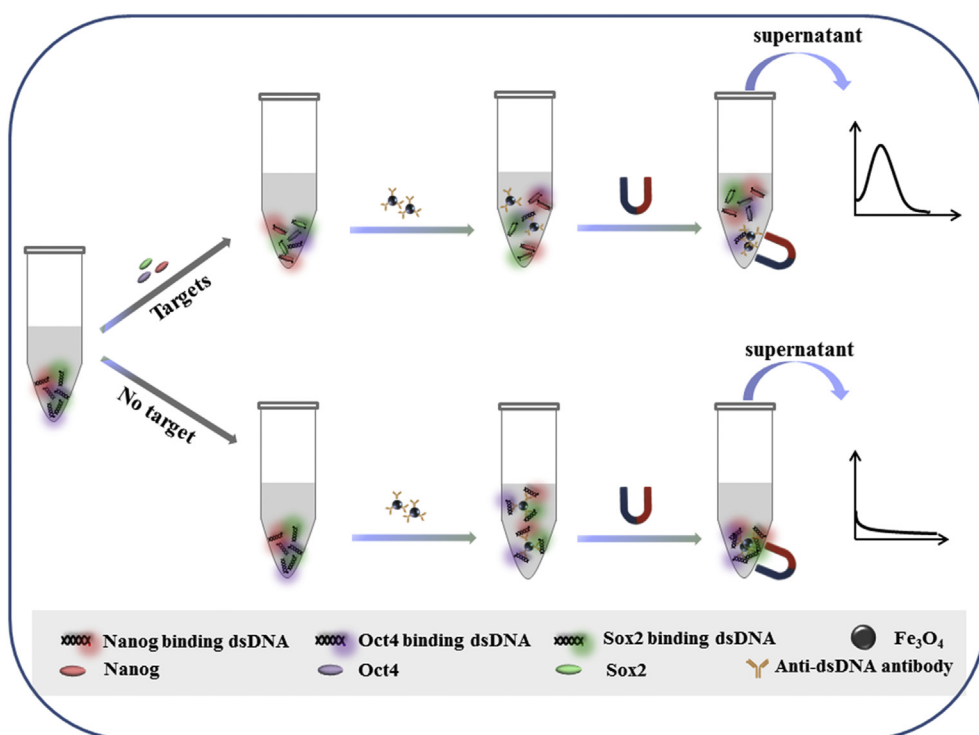 supernatant
Targets
No target
supernatant
Nanog binding dsDNA
Oct4 binding dsDNA
Sox2 binding dsDNA
Fe₃O₄
Nanog
Oct4
Sox2
Anti-dsDNA antibody